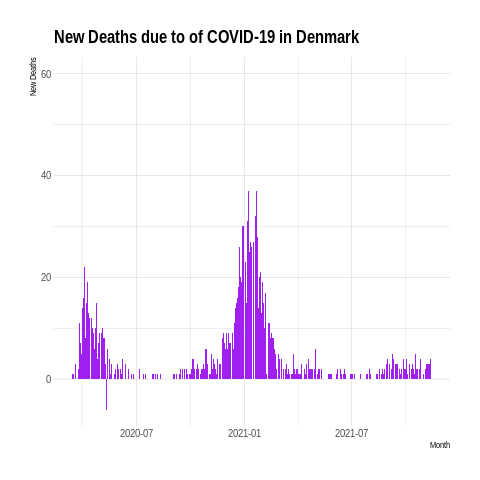 New Deaths due to of COVID-19 in Denmark
New Deaths
60
40
20
0
2020-07
2021-01
2021-07
Month